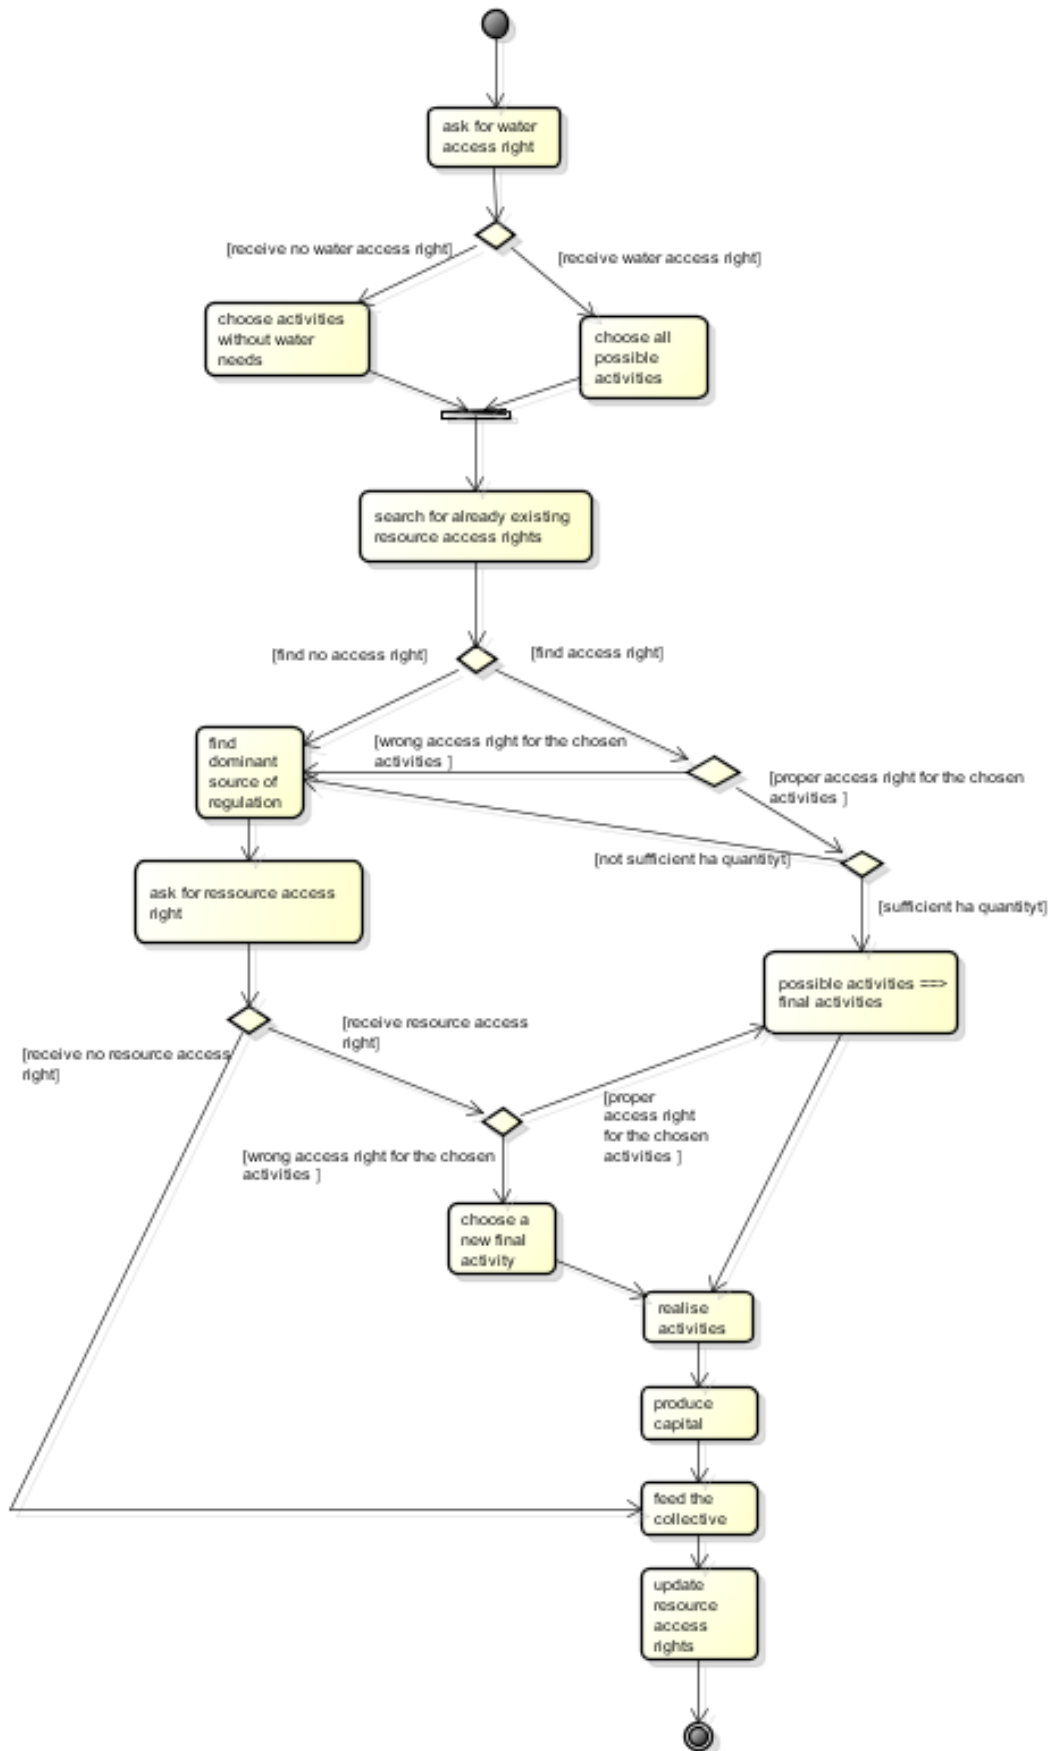 ask for water
access right
[receive no water access right]
[receive water access right]
choose activities
without water
needs
choose all
possible
activities
search for already existing
resource access rights
[find no access right]
[find access right]
find
dominant
source of
regulation
[wrong access right for the chosen
activities ]
[proper access right for the chosen
activities ]
[not sufficient ha quantityt]
ask for ressource access
right
[sufficient ha quantityt]
possible activities ==>
final activities
[receive resource access
right]
[receive no resource access
right]
[proper
access right
for the chosen
activities ]
[wrong access right for the chosen
activities ]
choose a
new final
activity
realise
activities
produce
capital
feed the
collective
update
resource
access
rights